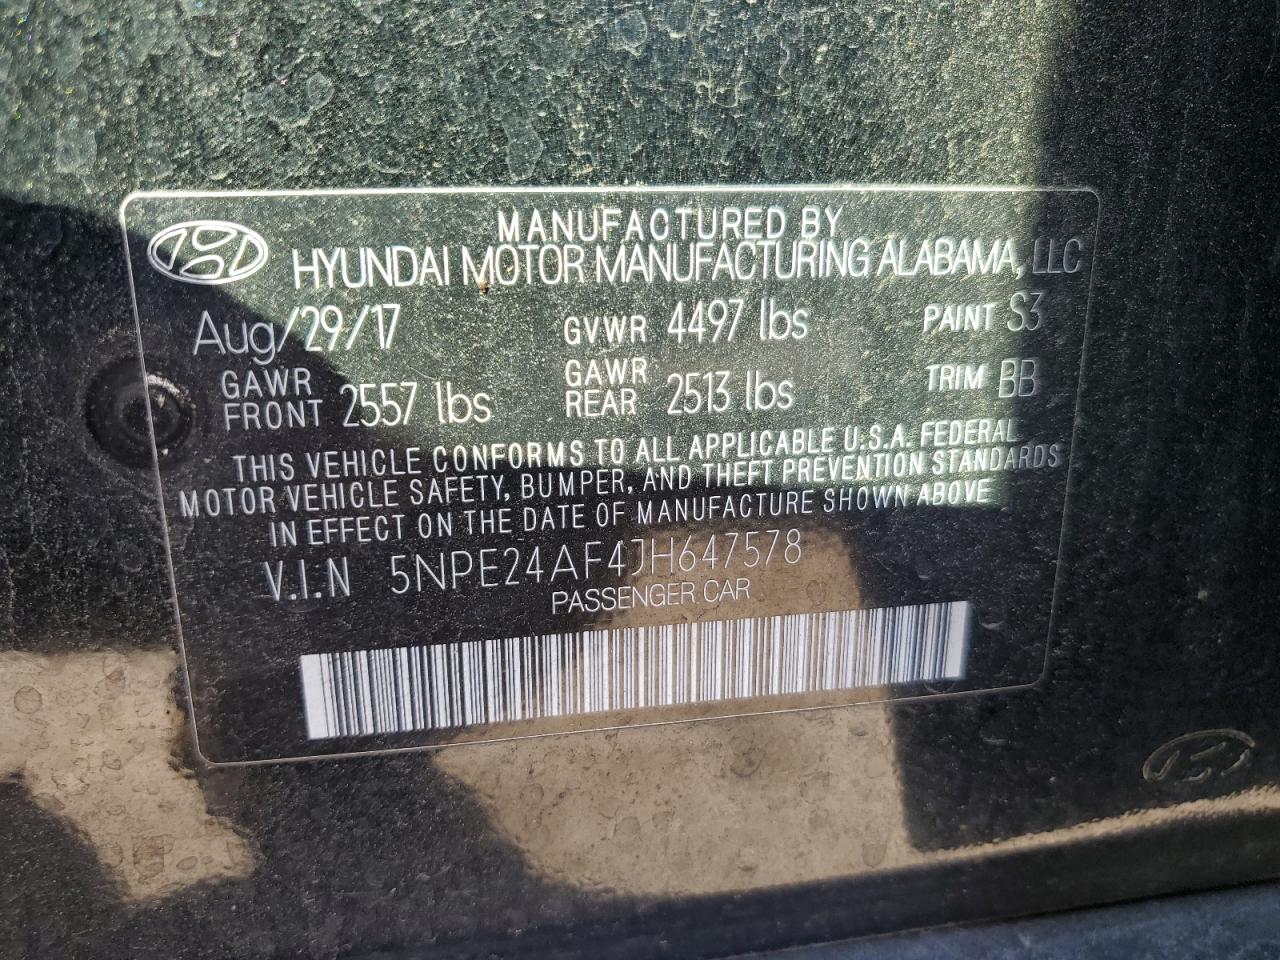 MANUFACTURED BY
HYUNDAI MOTOR MANUFACTURING ALABAMA, LLC
Aug/29/17 GVWR 4497 lbs PAINT S3
GAWR FRONT 2557 lbs GAWR REAR 2513 lbs TRIM BB
THIS VEHICLE CONFORMS TO ALL APPLICABLE U.S.A. FEDERAL
MOTOR VEHICLE SAFETY, BUMPER, AND THEFT PREVENTION STANDARDS
IN EFFECT ON THE DATE OF MANUFACTURE SHOWN ABOVE
V.I.N 5NPE24AF4JH647578
PASSENGER CAR